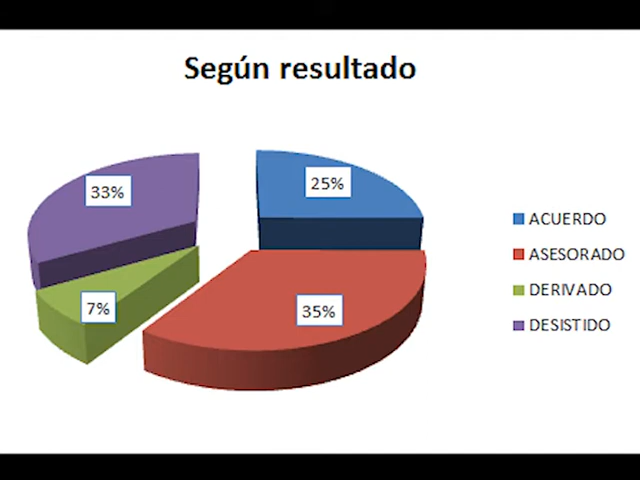 Según resultado
33%
25%
7%
35%
ACUERDO
ASESORADO
DERIVADO
DESISTIDO